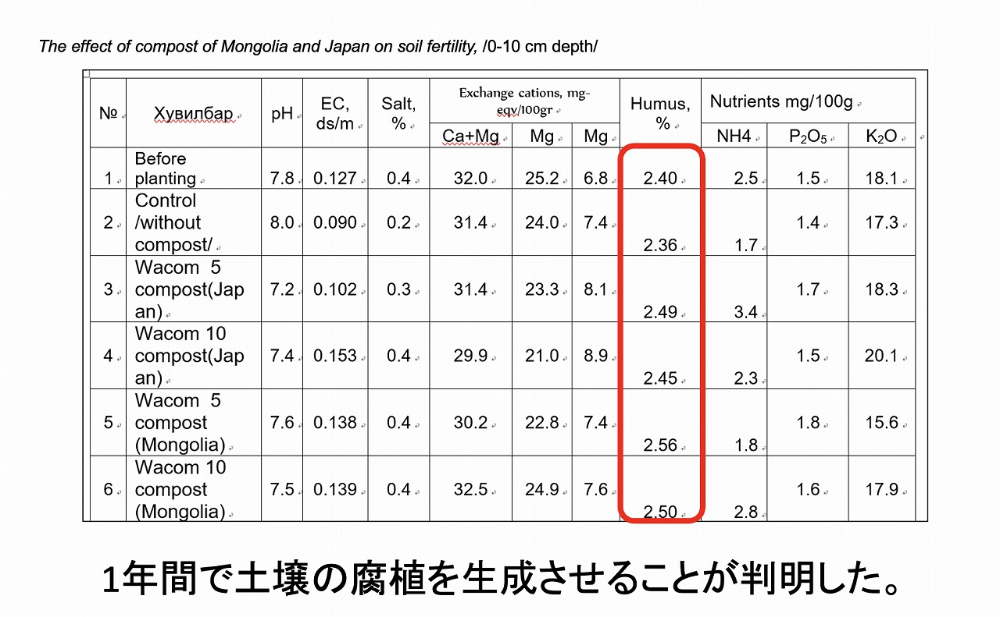 The effect of compost of Mongolia and Japan on soil fertility, /0-10 cm depth/
№ Хувилбар pH EC, ds/m Salt, % Exchange cations, mg-eqv/100gr Humus, % Nutrients mg/100g
Ca+Mg Mg Mg NH4 P₂O₅ K₂O
1 Before planting 7.8 0.127 0.4 32.0 25.2 6.8 2.40 2.5 1.5 18.1
2 Control /without compost/ 8.0 0.090 0.2 31.4 24.0 7.4 2.36 1.7 1.4 17.3
3 Wacom 5 compost(Japan) 7.2 0.102 0.3 31.4 23.3 8.1 2.49 3.4 1.7 18.3
4 Wacom 10 compost(Japan) 7.4 0.153 0.4 29.9 21.0 8.9 2.45 2.3 1.5 20.1
5 Wacom 5 compost (Mongolia) 7.6 0.138 0.4 30.2 22.8 7.4 2.56 1.8 1.8 15.6
6 Wacom 10 compost (Mongolia) 7.5 0.139 0.4 32.5 24.9 7.6 2.50 2.8 1.6 17.9
1年間で土壌の腐植を生成させることが判明した。